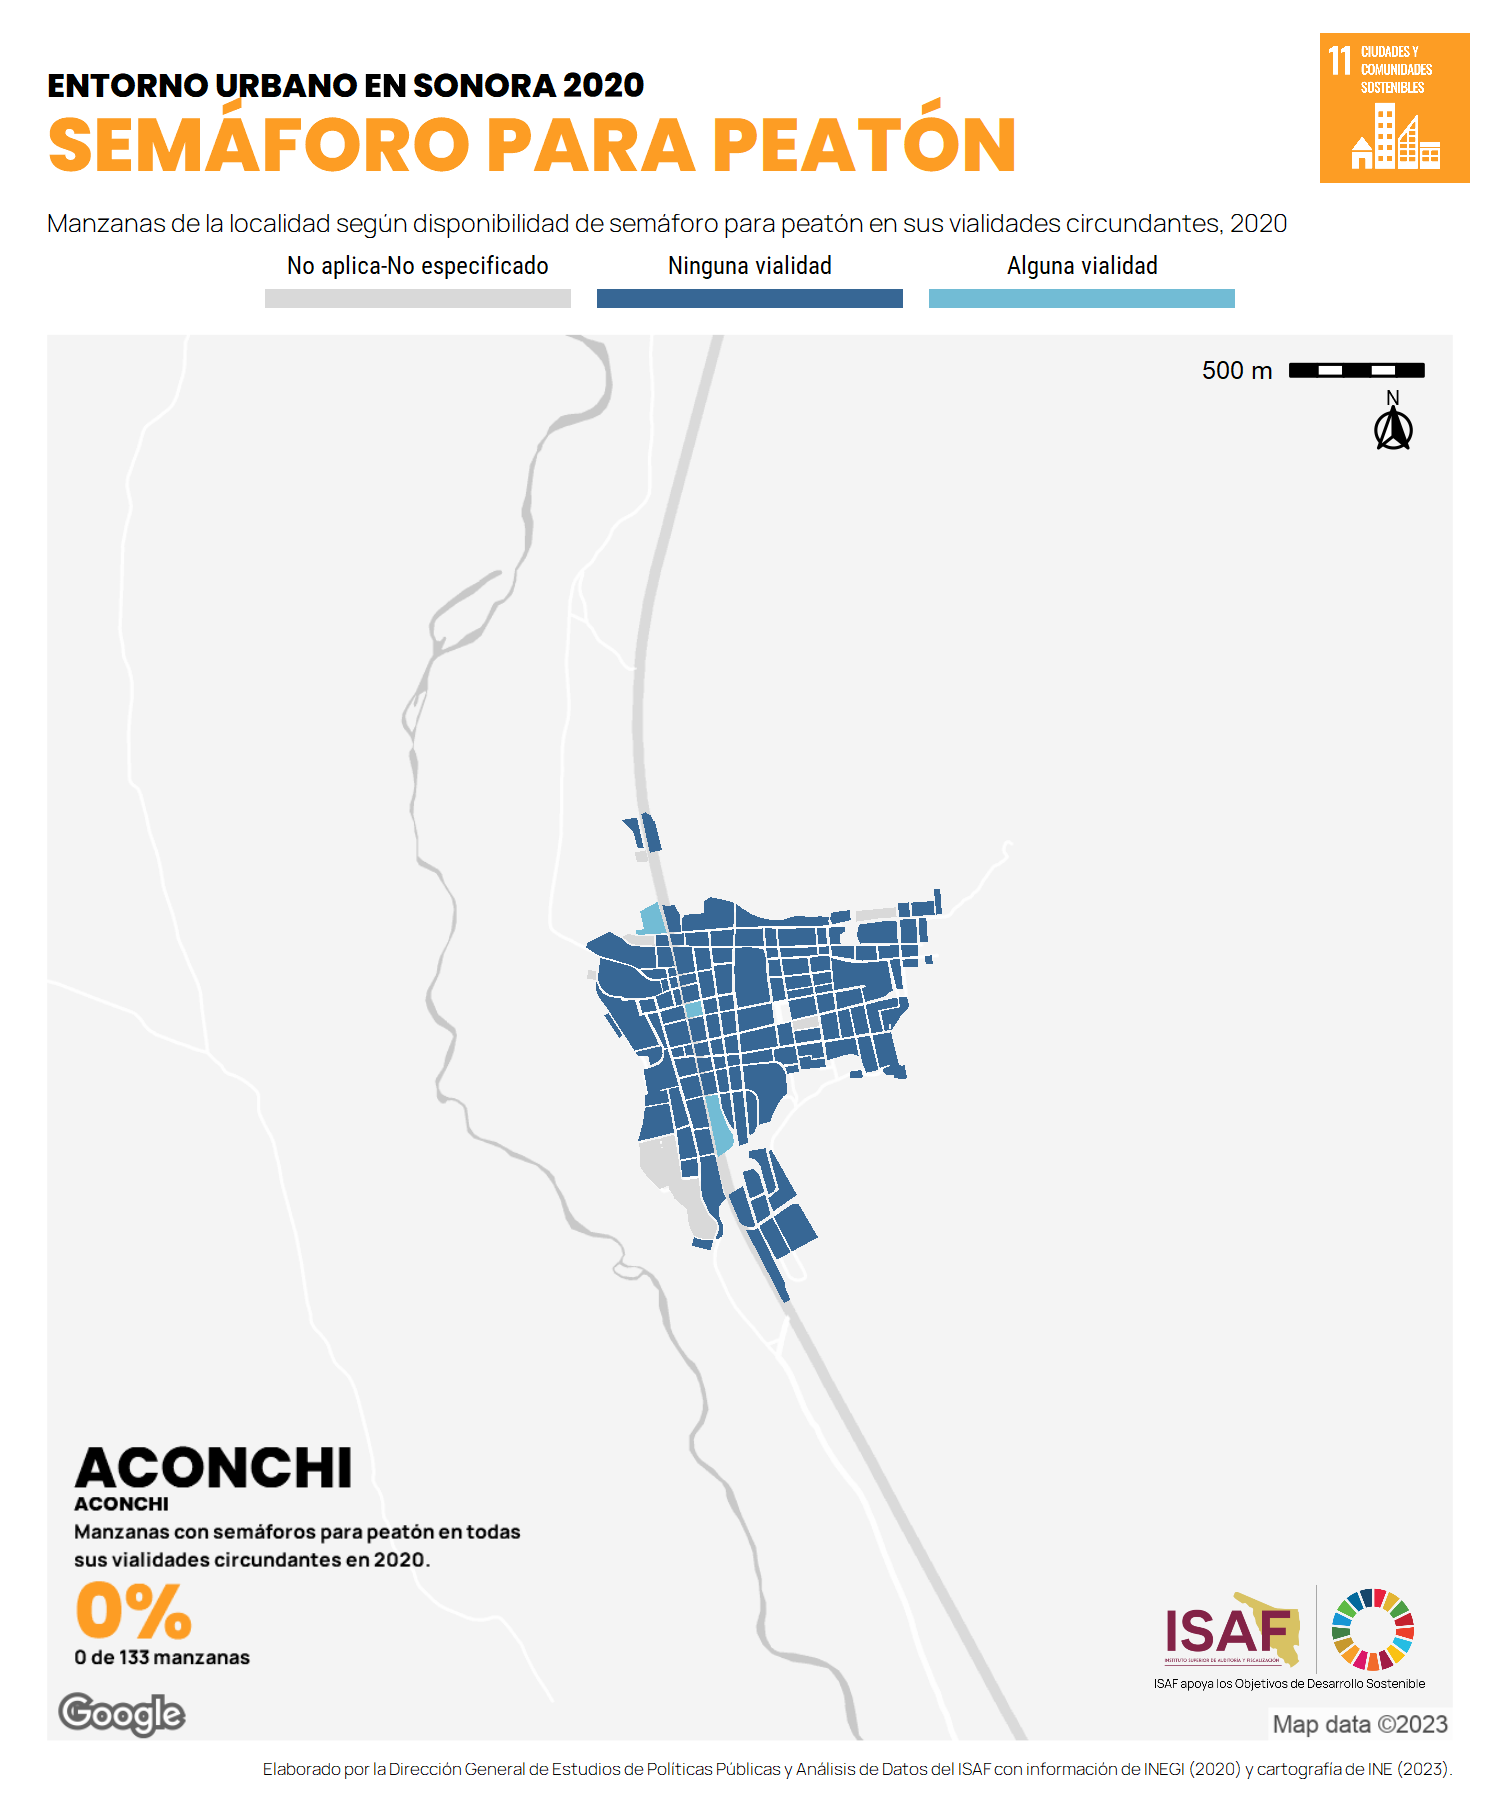 ENTORNO URBANO EN SONORA 2020
SEMÁFORO PARA PEATÓN
11 CIUDADES Y
COMUNIDADES
SOSTENIBLES
Manzanas de la localidad según disponibilidad de semáforo para peatón en sus vialidades circundantes, 2020
No aplica-No especificado Ninguna vialidad Alguna vialidad
500 m
N
ACONCHI
ACONCHI
Manzanas con semáforos para peatón en todas
sus vialidades circundantes en 2020.
0%
0 de 133 manzanas
Google
ISAF
INSTITUTO SUPERIOR DE AUDITORÍA Y FISCALIZACIÓN
ISAF apoya los Objetivos de Desarrollo Sostenible
Map data ©2023
Elaborado por la Dirección General de Estudios de Políticas Públicas y Análisis de Datos del ISAF con información de INEGI (2020) y cartografía de INE (2023).